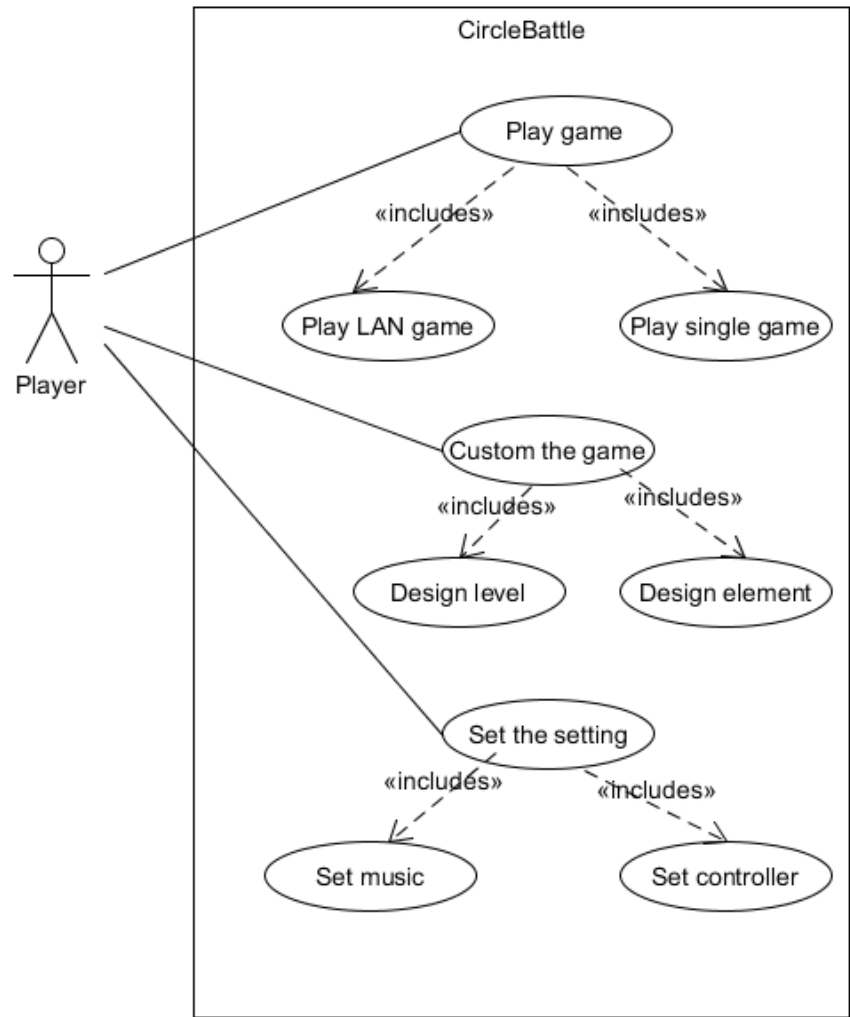 CircleBattle
Play game
«includes»
«includes»
Play LAN game
Play single game
Player
Custom the game
«includes»
«includes»
Design level
Design element
Set the setting
«includes»
«includes»
Set music
Set controller